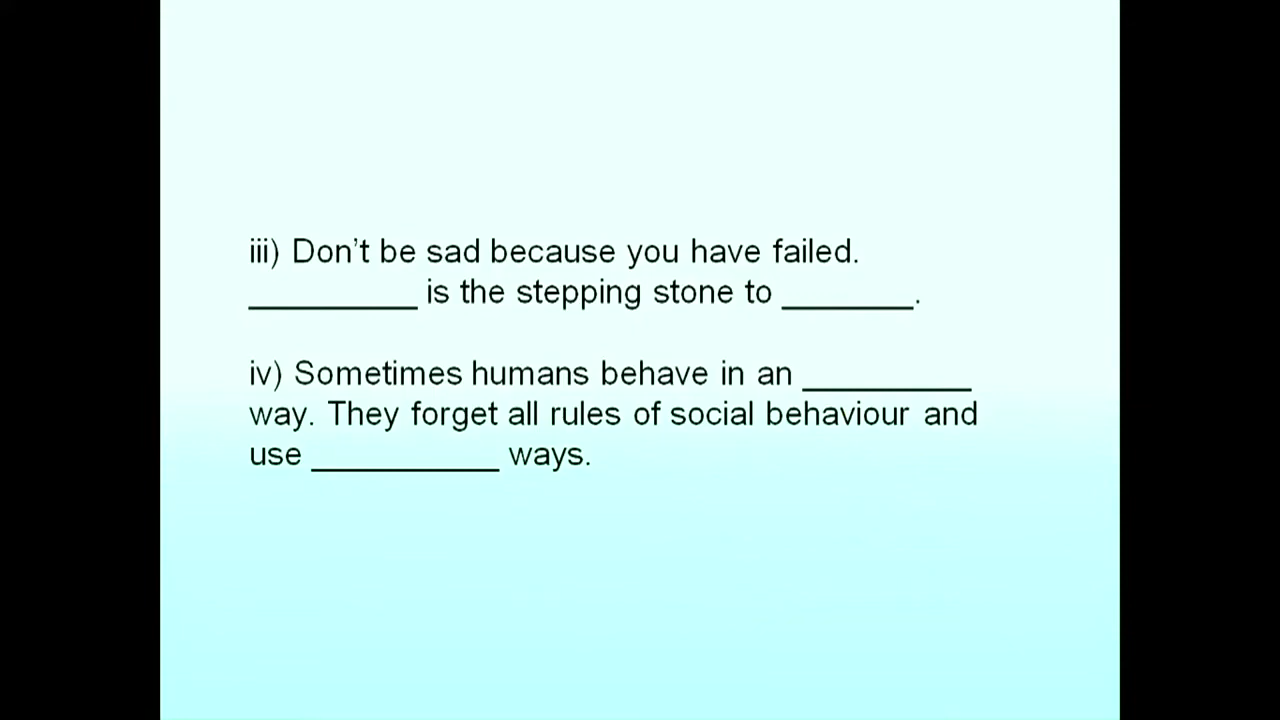 iii) Don't be sad because you have failed.
__________ is the stepping stone to ________.
iv) Sometimes humans behave in an __________
way. They forget all rules of social behaviour and
use ___________ ways.